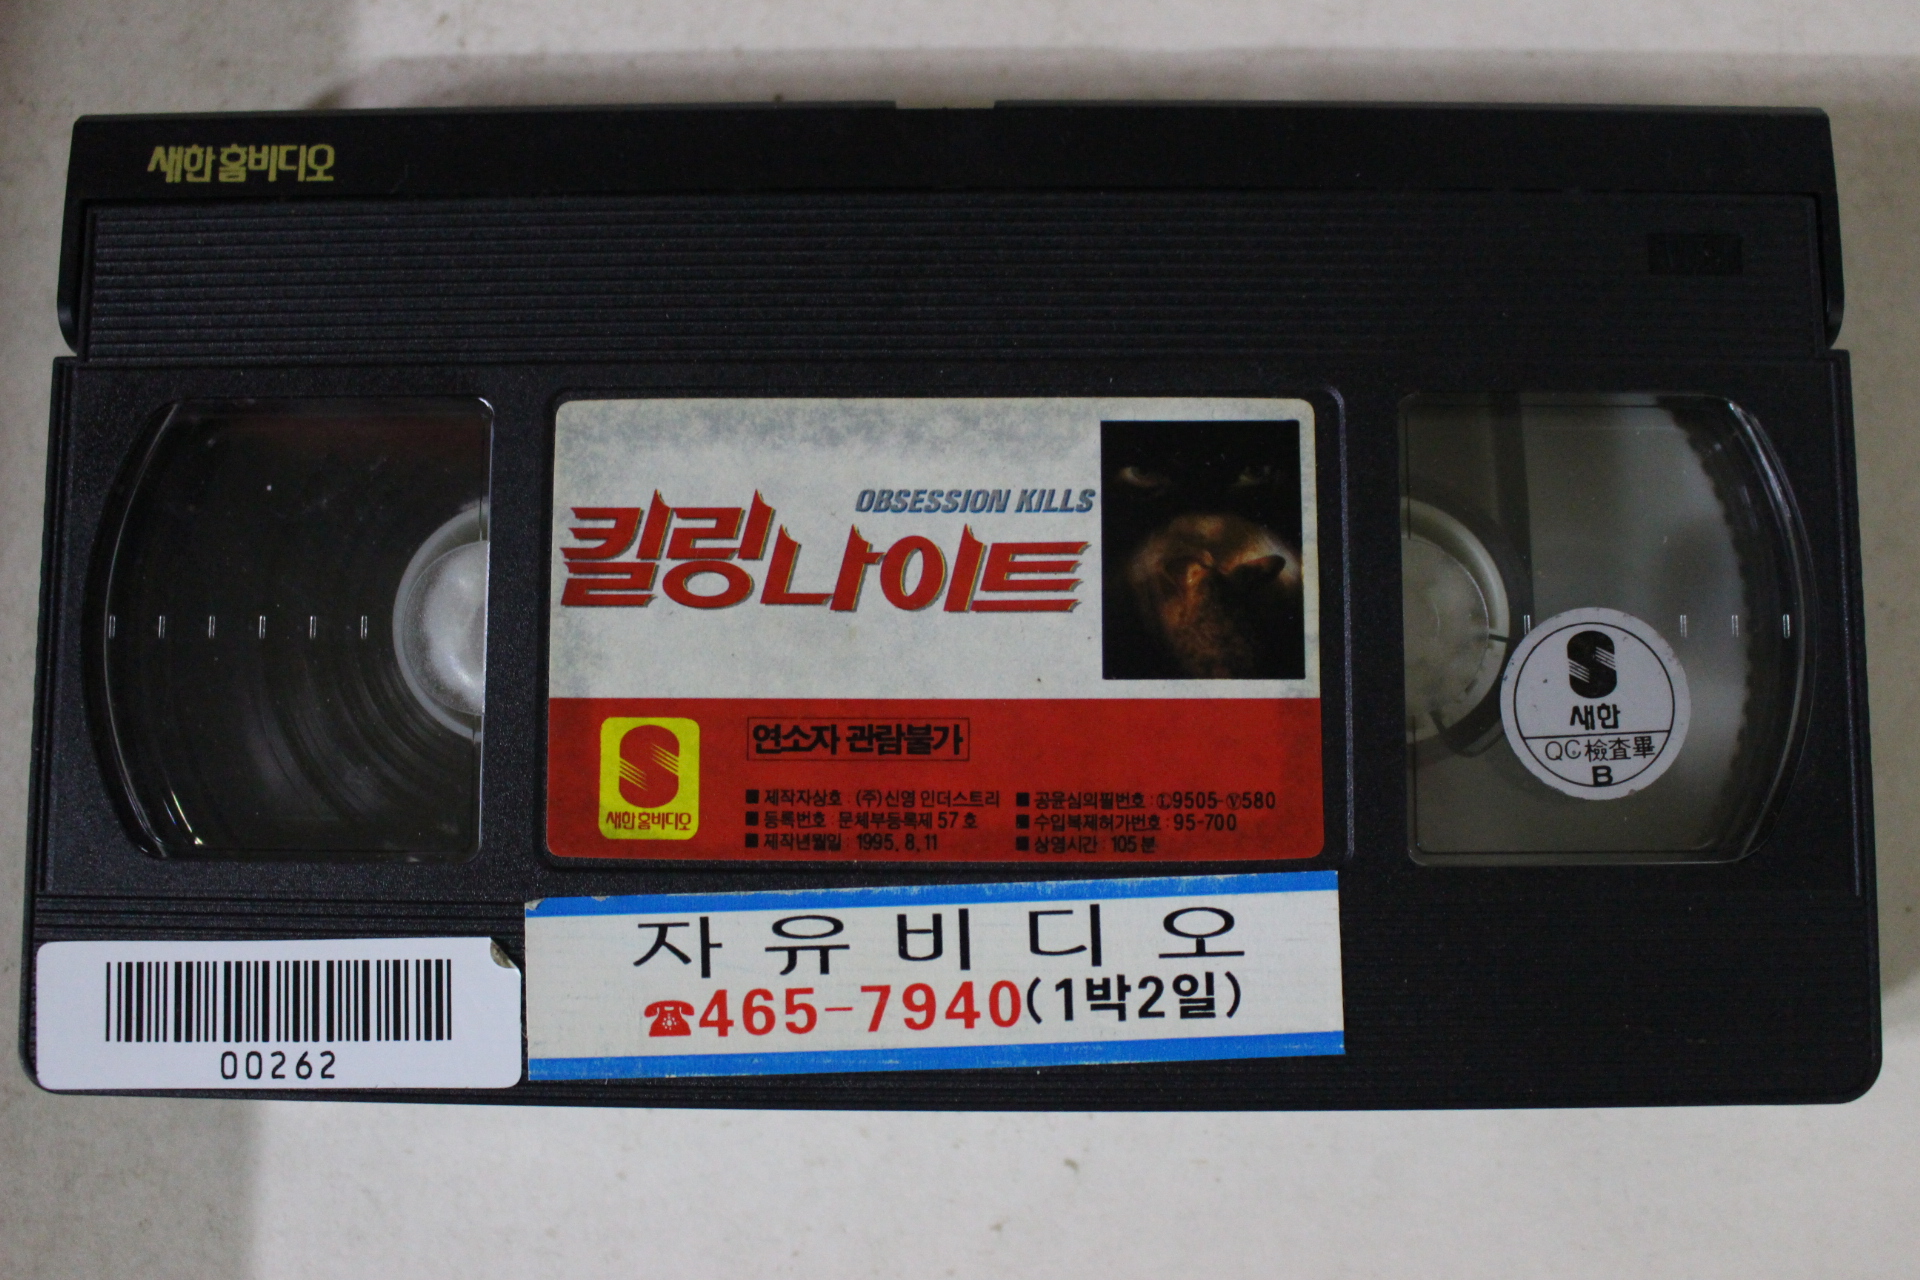 새한 홈비디오
OBSESSION KILLS
킬링나이트
새한 홈비디오
연소자 관람불가
■ 제작자상호 : (주)신영 인더스트리
■ 등록번호 : 문체부등록제 57 호
■ 제작년월일 : 1995. 8. 11
■ 공윤심의필번호 : Ⓛ9505-Ⓥ580
■ 수입복제허가번호 : 95-700
■ 상영시간 : 105 분
새한
QC 檢査畢
B
자유비디오
☎465-7940(1박2일)
00262